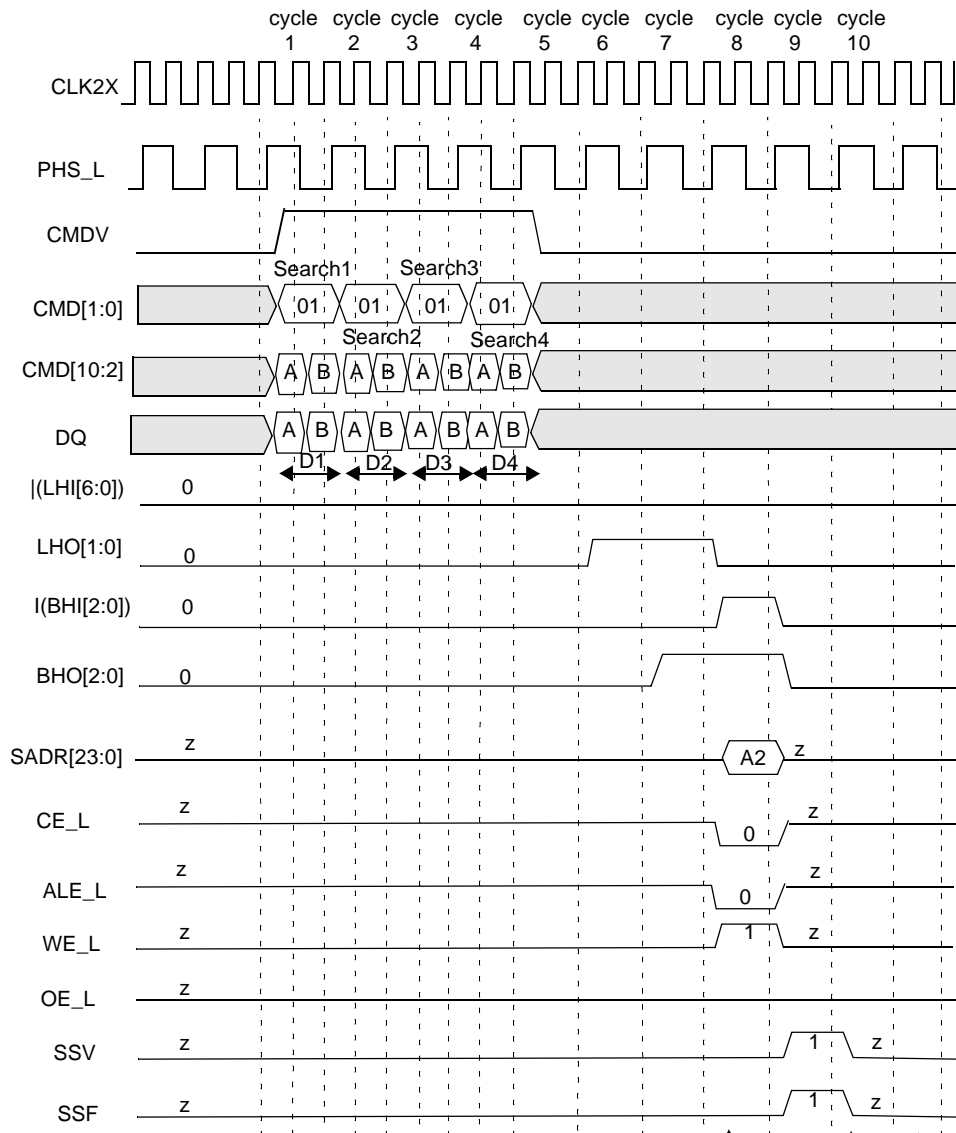 cycle cycle cycle cycle cycle cycle cycle cycle cycle cycle
1 2 3 4 5 6 7 8 9 10
CLK2X
PHS_L
CMDV
Search1 Search3
CMD[1:0] 01 01 01 01
Search2 Search4
CMD[10:2] A B A B A B A B
DQ A B A B A B A B
D1 D2 D3 D4
|(LHI[6:0]) 0
LHO[1:0] 0
I(BHI[2:0]) 0
BHO[2:0] 0
SADR[23:0] z A2 z
CE_L z 0 z
ALE_L z 0 z
WE_L z 1 z
OE_L z
SSV z 1 z
SSF z 1 z